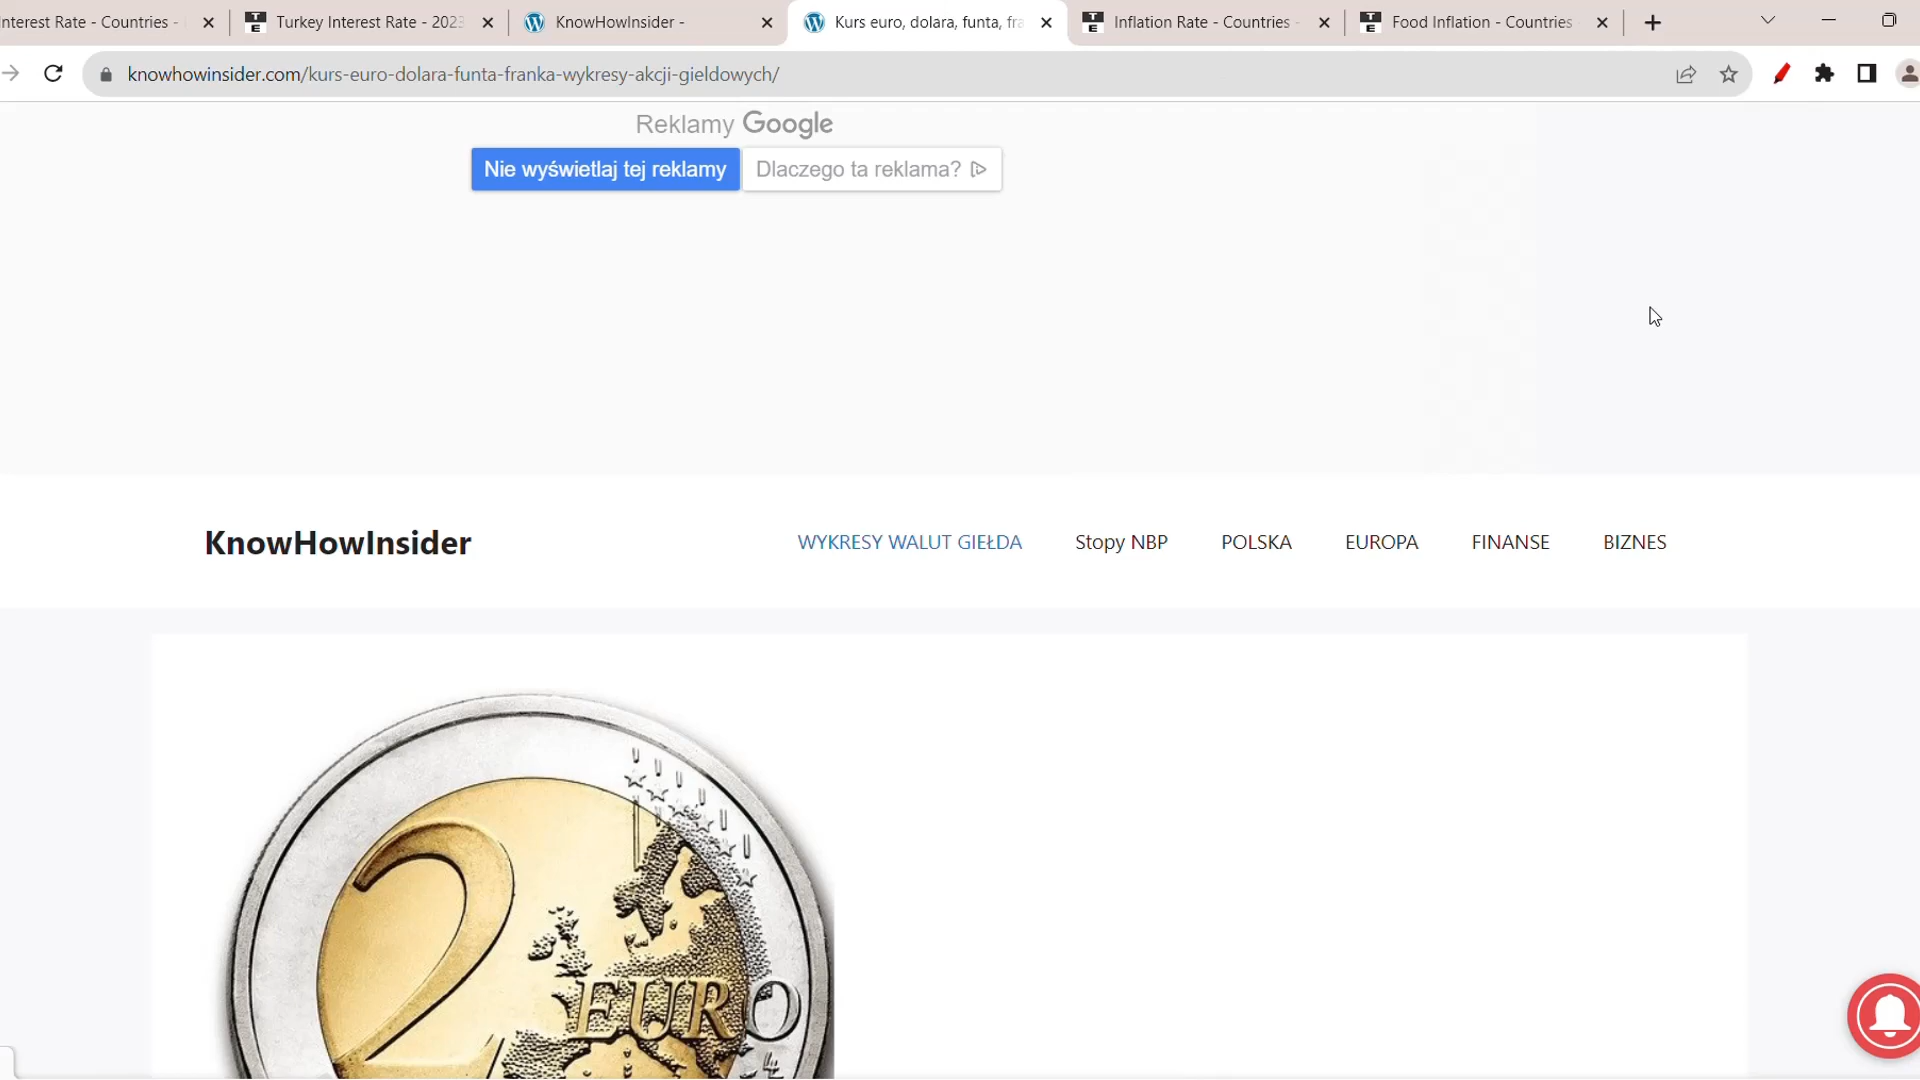 nterest Rate - Countries -
Turkey Interest Rate - 2023
KnowHowInsider -
Kurs euro, dolara, funta, fra
Inflation Rate - Countries -
Food Inflation - Countries
knowhowinsider.com/kurs-euro-dolara-funta-franka-wykresy-akcji-gieldowych/
Reklamy Google
Nie wyświetlaj tej reklamy
Dlaczego ta reklama?
KnowHowInsider
WYKRESY WALUT GIEŁDA
Stopy NBP
POLSKA
EUROPA
FINANSE
BIZNES
2
EURO